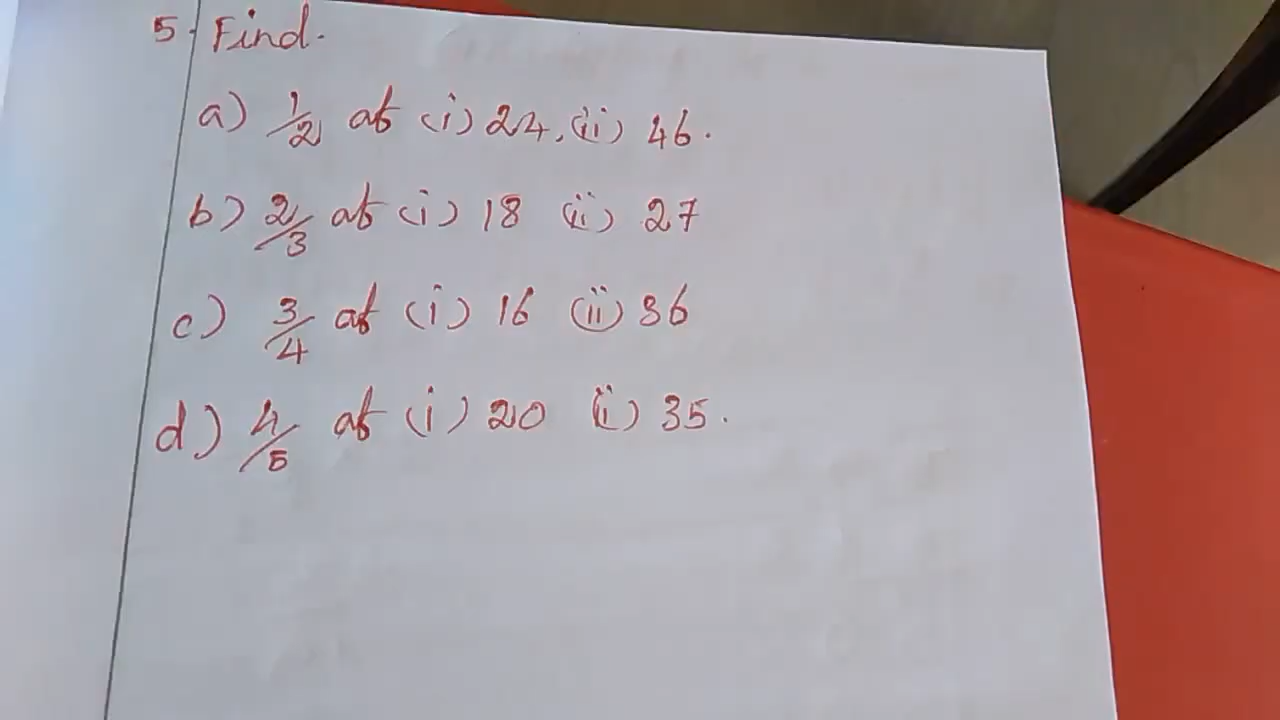 5. Find.
a) 1/2 of (i) 24, (ii) 46.
b) 2/3 of (i) 18 (ii) 27
c) 3/4 of (i) 16 (ii) 36
d) 4/5 of (i) 20 (ii) 35.